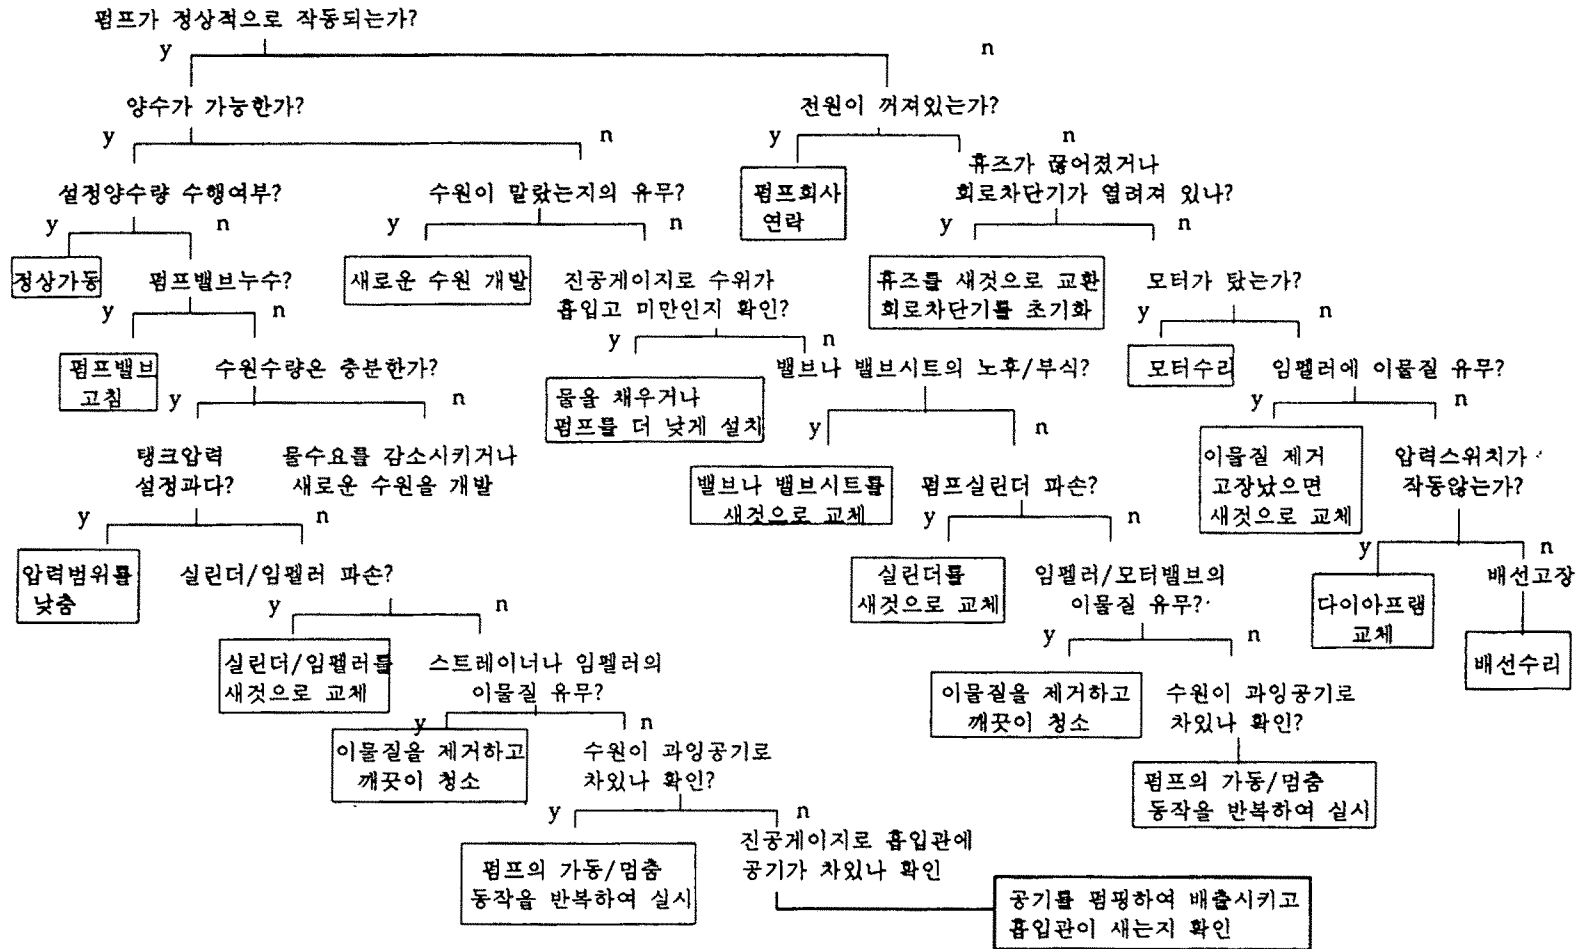 펌프가 정상적으로 작동되는가?
y
n
양수가 가능한가?
전원이 꺼져있는가?
y
n
y
n
설정양수량 수행여부?
수원이 말랐는지의 유무?
펌프회사
연락
휴즈가 끊어졌거나
회로차단기가 열려져 있나?
y
n
y
n
y
n
정상가동
펌프밸브누수?
새로운 수원 개발
진공게이지로 수위가
흡입고 미만인지 확인?
휴즈를 새것으로 교환
회로차단기를 초기화
모터가 탔는가?
y
n
y
n
y
n
펌프밸브
고침
수원수량은 충분한가?
물을 채우거나
펌프를 더 낮게 설치
밸브나 밸브시트의 노후/부식?
모터수리
임펠러에 이물질 유무?
y
n
y
n
y
n
탱크압력
설정과다?
물수요를 감소시키거나
새로운 수원을 개발
밸브나 밸브시트를
새것으로 교체
펌프실린더 파손?
이물질 제거
고장났으면
새것으로 교체
압력스위치가
작동않는가?
y
n
y
n
y
n
압력범위를
낮춤
실린더/임펠러 파손?
실린더를
새것으로 교체
임펠러/모터밸브의
이물질 유무?
다이아프램
교체
배선고장
배선수리
y
n
y
n
실린더/임펠러를
새것으로 교체
스트레이너나 임펠러의
이물질 유무?
이물질을 제거하고
깨끗이 청소
수원이 과잉공기로
차있나 확인?
y
n
이물질을 제거하고
깨끗이 청소
수원이 과잉공기로
차있나 확인?
펌프의 가동/멈춤
동작을 반복하여 실시
y
n
펌프의 가동/멈춤
동작을 반복하여 실시
진공게이지로 흡입관에
공기가 차있나 확인
공기를 펌핑하여 배출시키고
흡입관이 새는지 확인